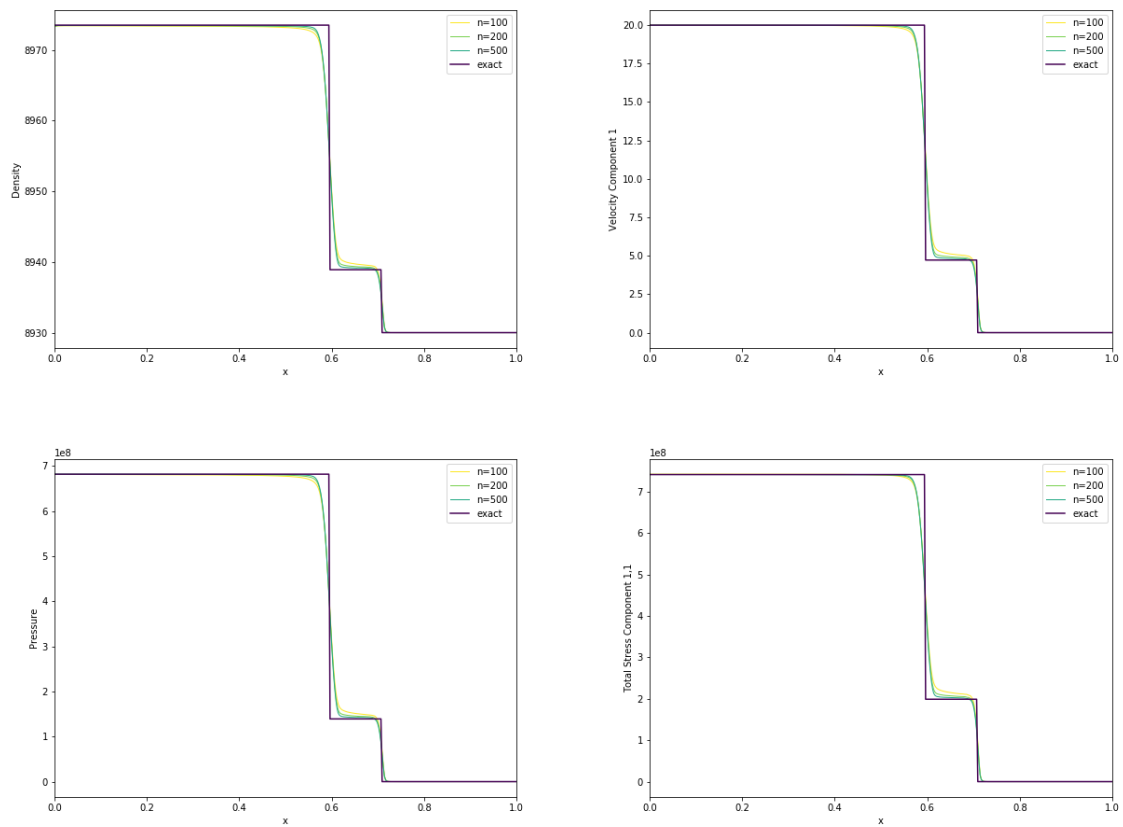 8970
8960
8950
8940
8930
Density
0.0 0.2 0.4 0.6 0.8 1.0
x
n=100
n=200
n=500
exact
20.0
17.5
15.0
12.5
10.0
7.5
5.0
2.5
0.0
Velocity Component 1
0.0 0.2 0.4 0.6 0.8 1.0
x
n=100
n=200
n=500
exact
1e8
7
6
5
4
3
2
1
0
Pressure
0.0 0.2 0.4 0.6 0.8 1.0
x
n=100
n=200
n=500
exact
1e8
7
6
5
4
3
2
1
0
Total Stress Component 1,1
0.0 0.2 0.4 0.6 0.8 1.0
x
n=100
n=200
n=500
exact